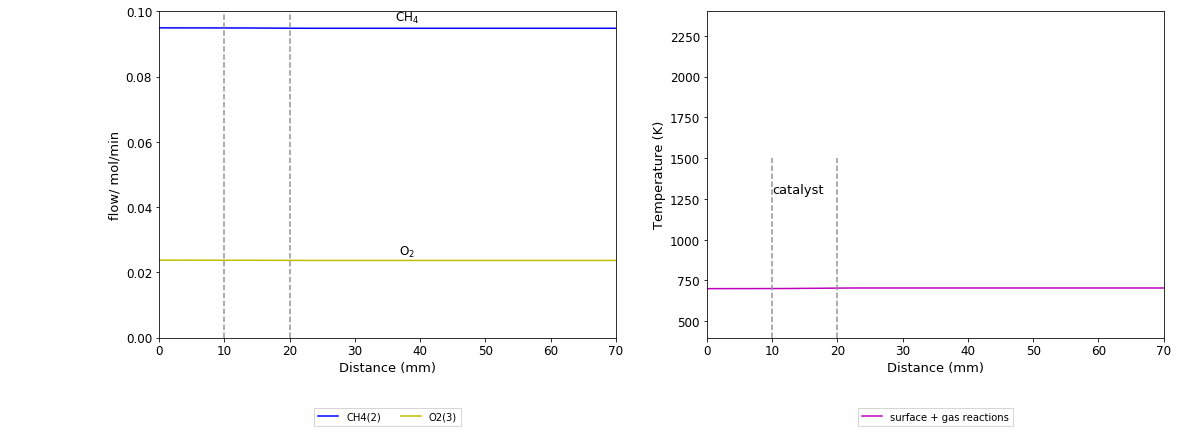 0.10
0.08
0.06
0.04
0.02
0.00
flow/ mol/min
CH₄
O₂
0 10 20 30 40 50 60 70
Distance (mm)
CH4(2) O2(3)
2250
2000
1750
1500
1250
1000
750
500
Temperature (K)
catalyst
0 10 20 30 40 50 60 70
Distance (mm)
surface + gas reactions